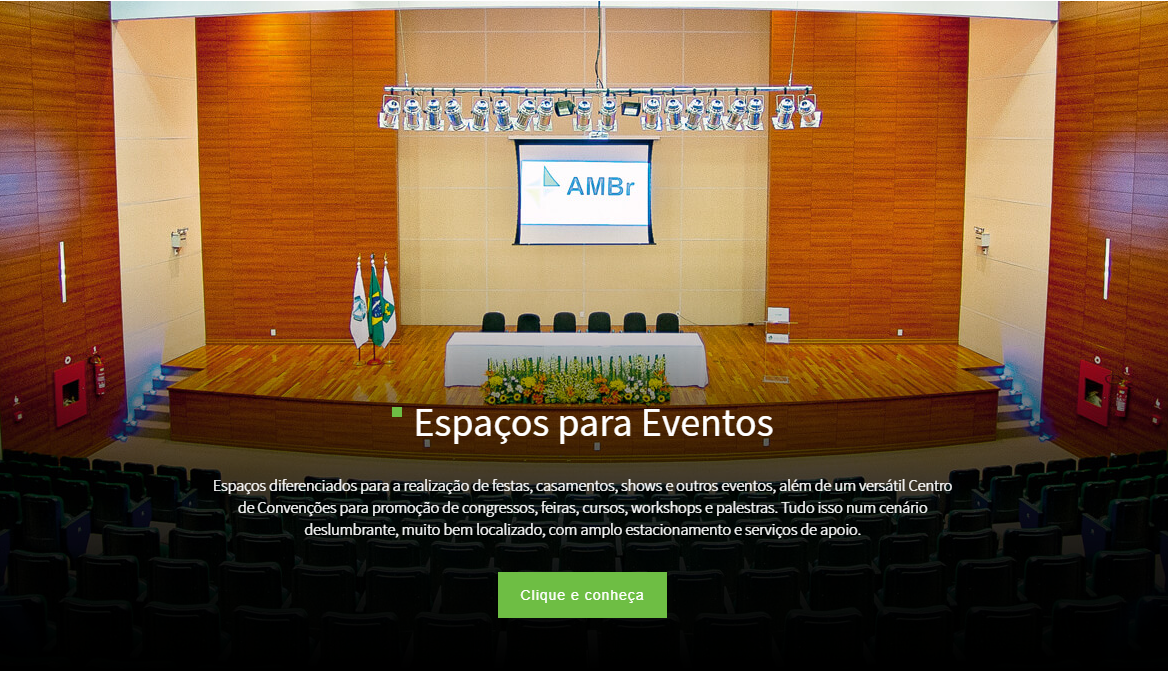 AMBr
Espaços para Eventos
Espaços diferenciados para a realização de festas, casamentos, shows e outros eventos, além de um versátil Centro
de Convenções para promoção de congressos, feiras, cursos, workshops e palestras. Tudo isso num cenário
deslumbrante, muito bem localizado, com amplo estacionamento e serviços de apoio.
Clique e conheça